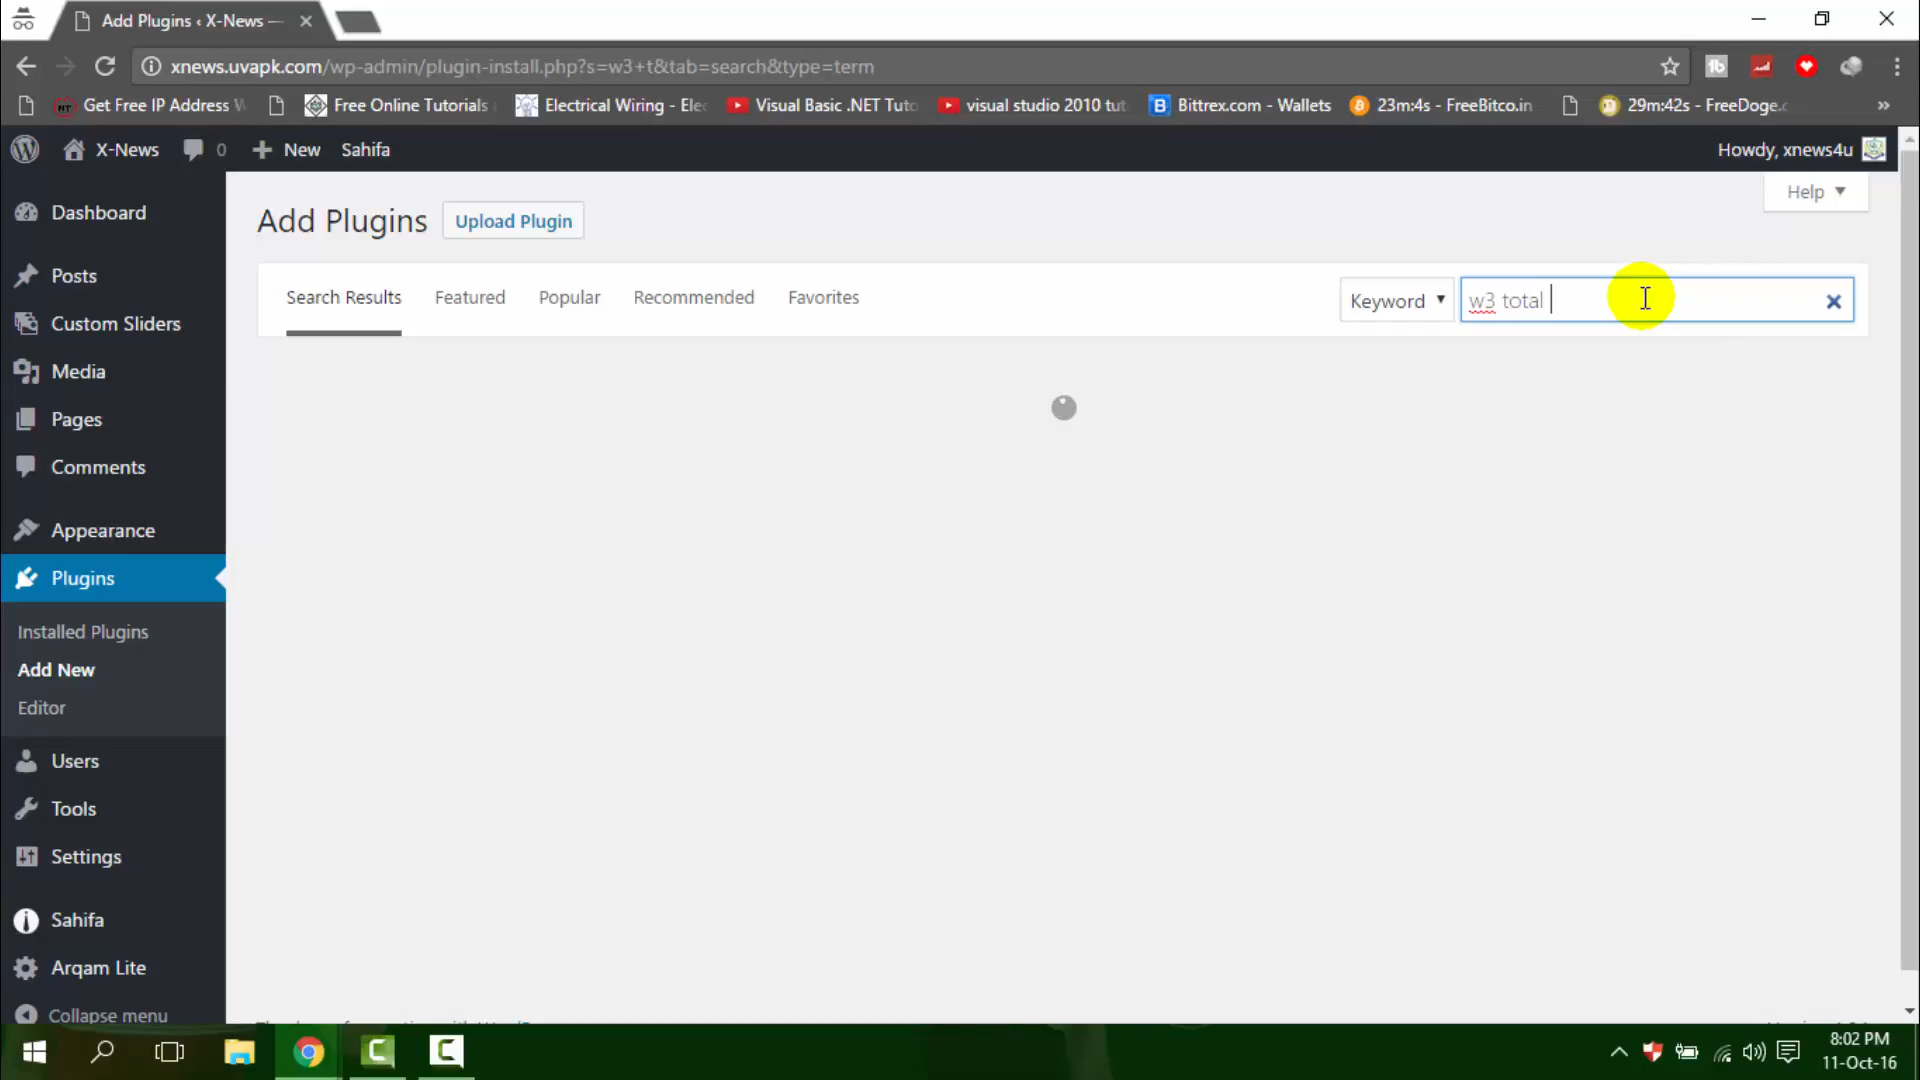 Add Plugins ‹ X-News —
xnews.uvapk.com/wp-admin/plugin-install.php?s=w3+t&tab=search&type=term
Get Free IP Address
Free Online Tutorials
Electrical Wiring - Ele
Visual Basic .NET Tuto
visual studio 2010 tut
Bittrex.com - Wallets
23m:4s - FreeBitco.in
29m:42s - FreeDoge.
»
X-News
0
New
Sahifa
Howdy, xnews4u
Help
Dashboard
Posts
Custom Sliders
Media
Pages
Comments
Appearance
Plugins
Installed Plugins
Add New
Editor
Users
Tools
Settings
Sahifa
Arqam Lite
Collapse menu
Add Plugins
Upload Plugin
Search Results
Featured
Popular
Recommended
Favorites
Keyword
w3 total
8:02 PM
11-Oct-16